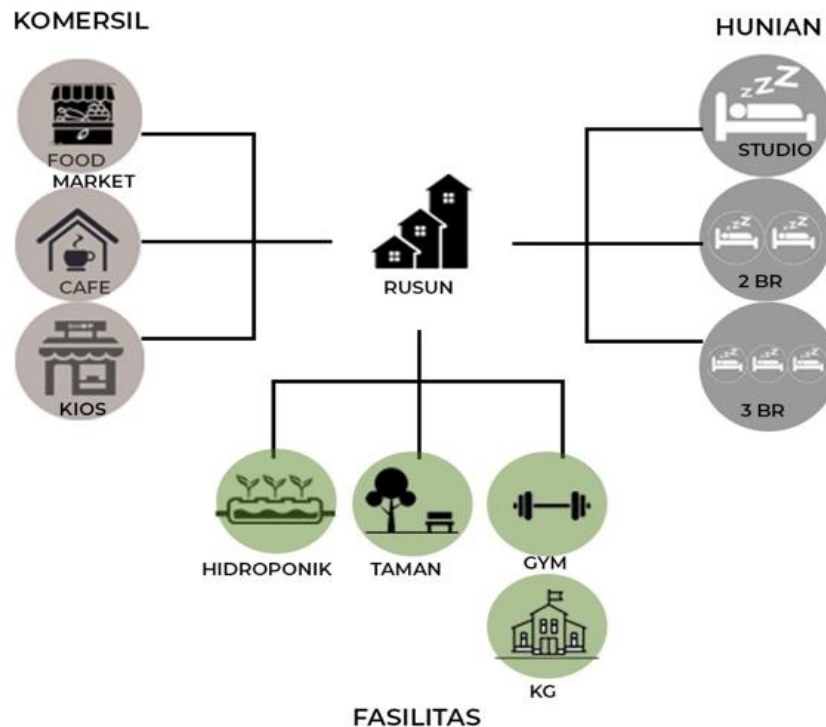 KOMERSIL
FOOD
MARKET
CAFE
KIOS
RUSUN
HUNIAN
STUDIO
2 BR
3 BR
HIDROPONIK
TAMAN
GYM
KG
FASILITAS